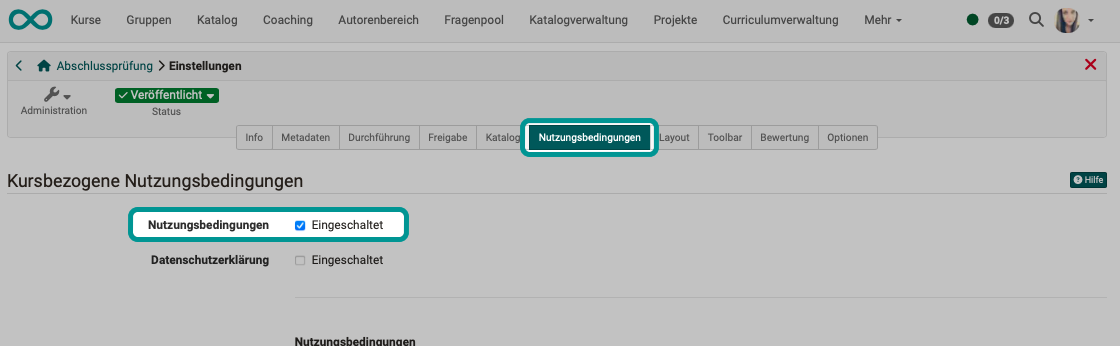 Kurse Gruppen Katalog Coaching Autorenbereich Fragenpool Katalogverwaltung Projekte Curriculumverwaltung Mehr 0/3
Abschlussprüfung > Einstellungen
Veröffentlicht
Administration Status
Info Metadaten Durchführung Freigabe Katalog Nutzungsbedingungen Layout Toolbar Bewertung Optionen
Kursbezogene Nutzungsbedingungen Hilfe
Nutzungsbedingungen Eingeschaltet
Datenschutzerklärung Eingeschaltet
Nutzungsbedingungen